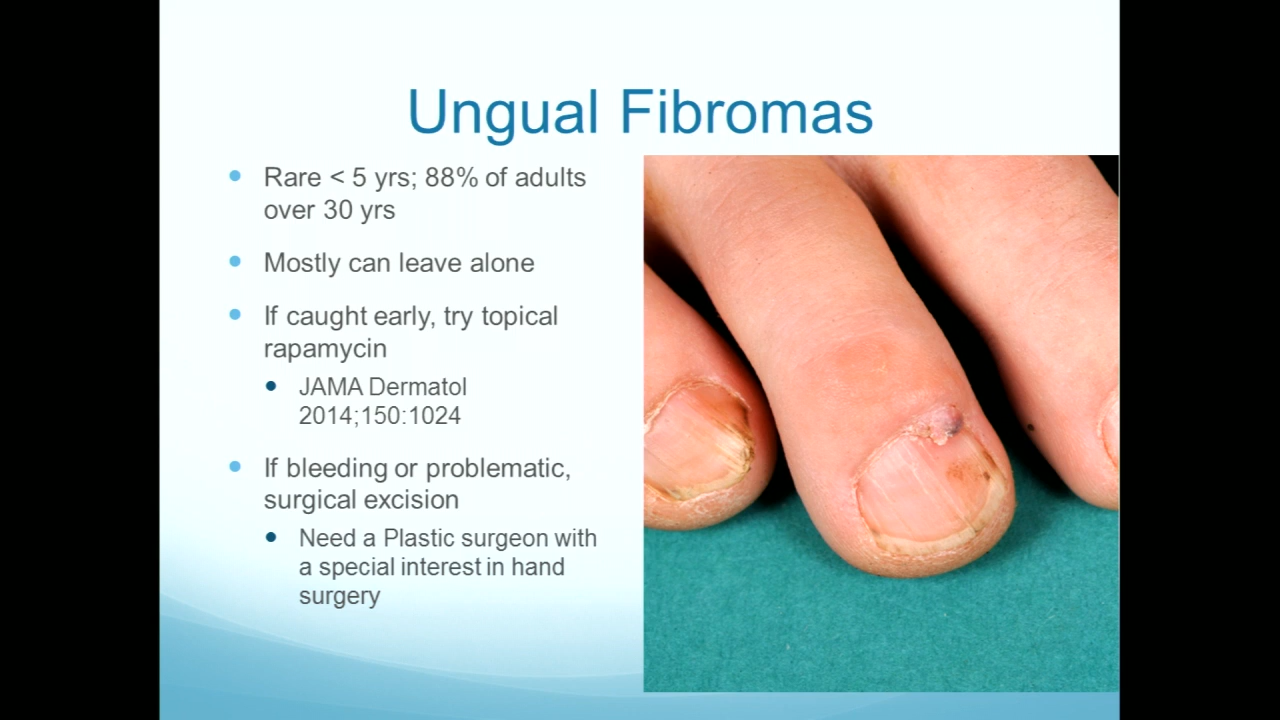 Ungual Fibromas
Rare < 5 yrs; 88% of adults
over 30 yrs
Mostly can leave alone
If caught early, try topical
rapamycin
JAMA Dermatol
2014;150:1024
If bleeding or problematic,
surgical excision
Need a Plastic surgeon with
a special interest in hand
surgery